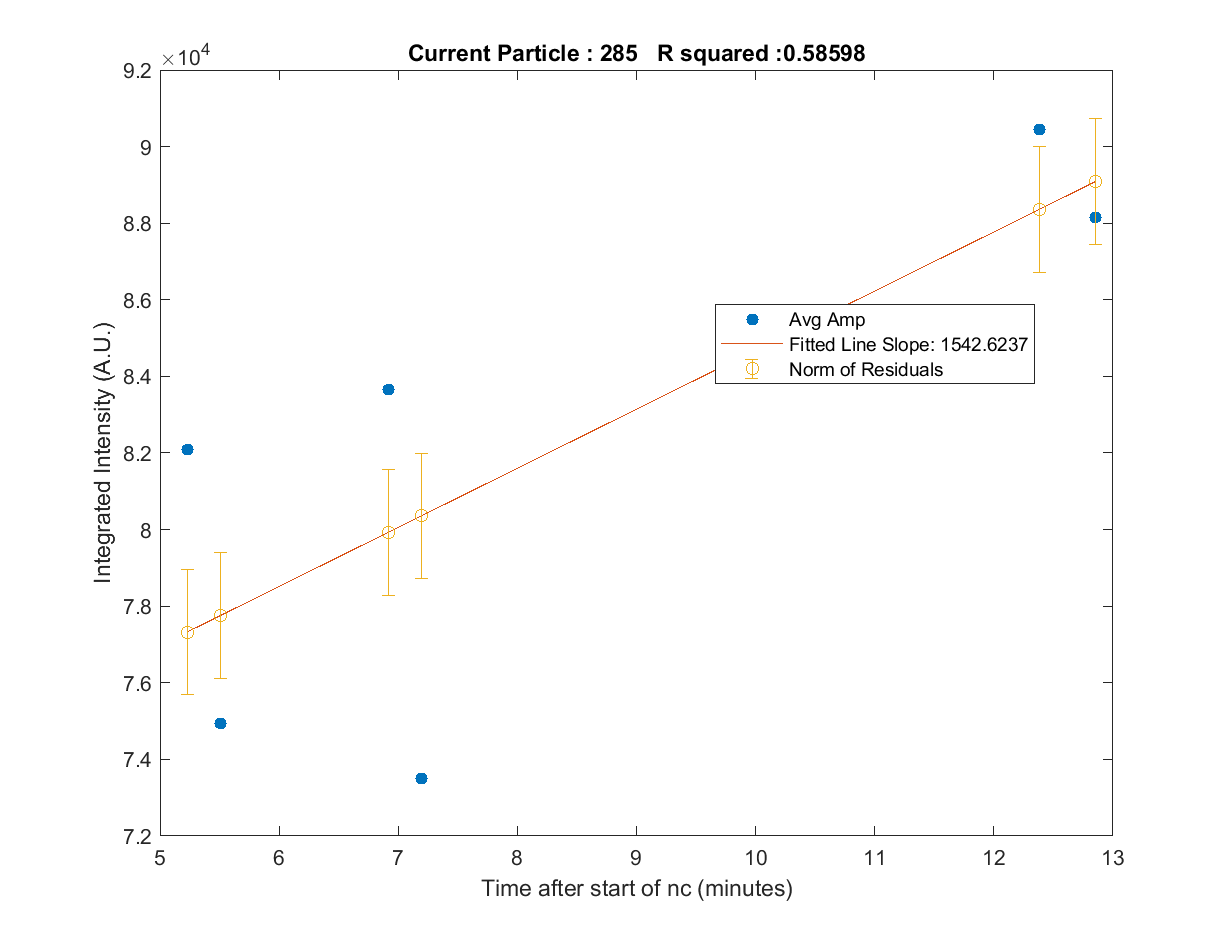 Current Particle : 285 R squared :0.58598
×10^4
9.2
9
8.8
8.6
8.4
8.2
8
7.8
7.6
7.4
7.2
Integrated Intensity (A.U.)
Avg Amp
Fitted Line Slope: 1542.6237
Norm of Residuals
5 6 7 8 9 10 11 12 13
Time after start of nc (minutes)